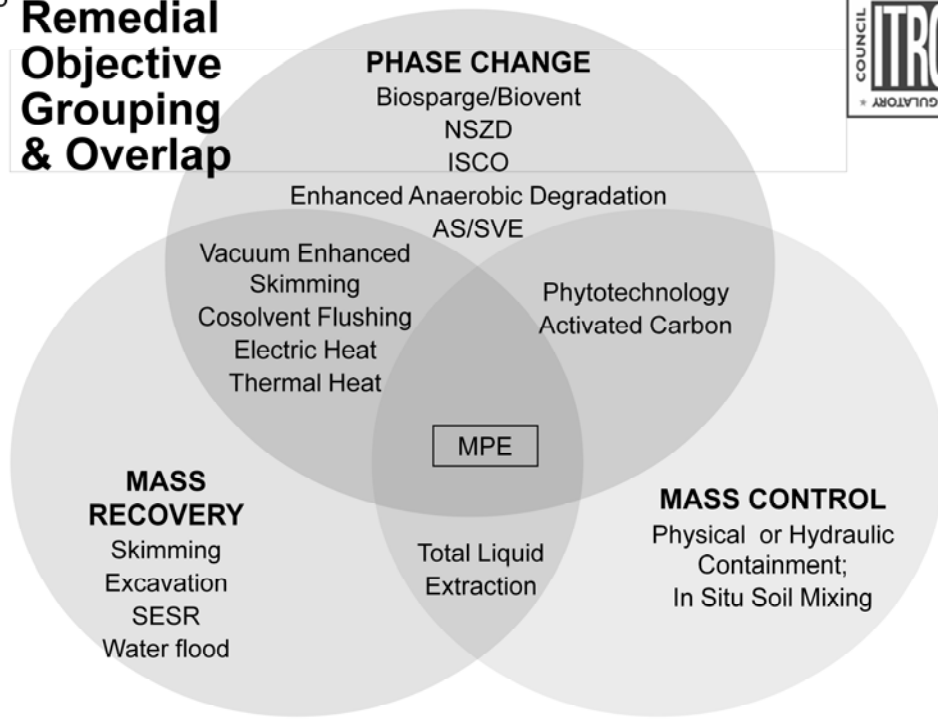 Remedial
Objective
Grouping
& Overlap
COUNCIL
ITRC
PHASE CHANGE
Biosparge/Biovent
NSZD
ISCO
Enhanced Anaerobic Degradation
AS/SVE
Vacuum Enhanced
Skimming
Cosolvent Flushing
Electric Heat
Thermal Heat
Phytotechnology
Activated Carbon
MPE
MASS
RECOVERY
Skimming
Excavation
SESR
Water flood
Total Liquid
Extraction
MASS CONTROL
Physical or Hydraulic
Containment;
In Situ Soil Mixing